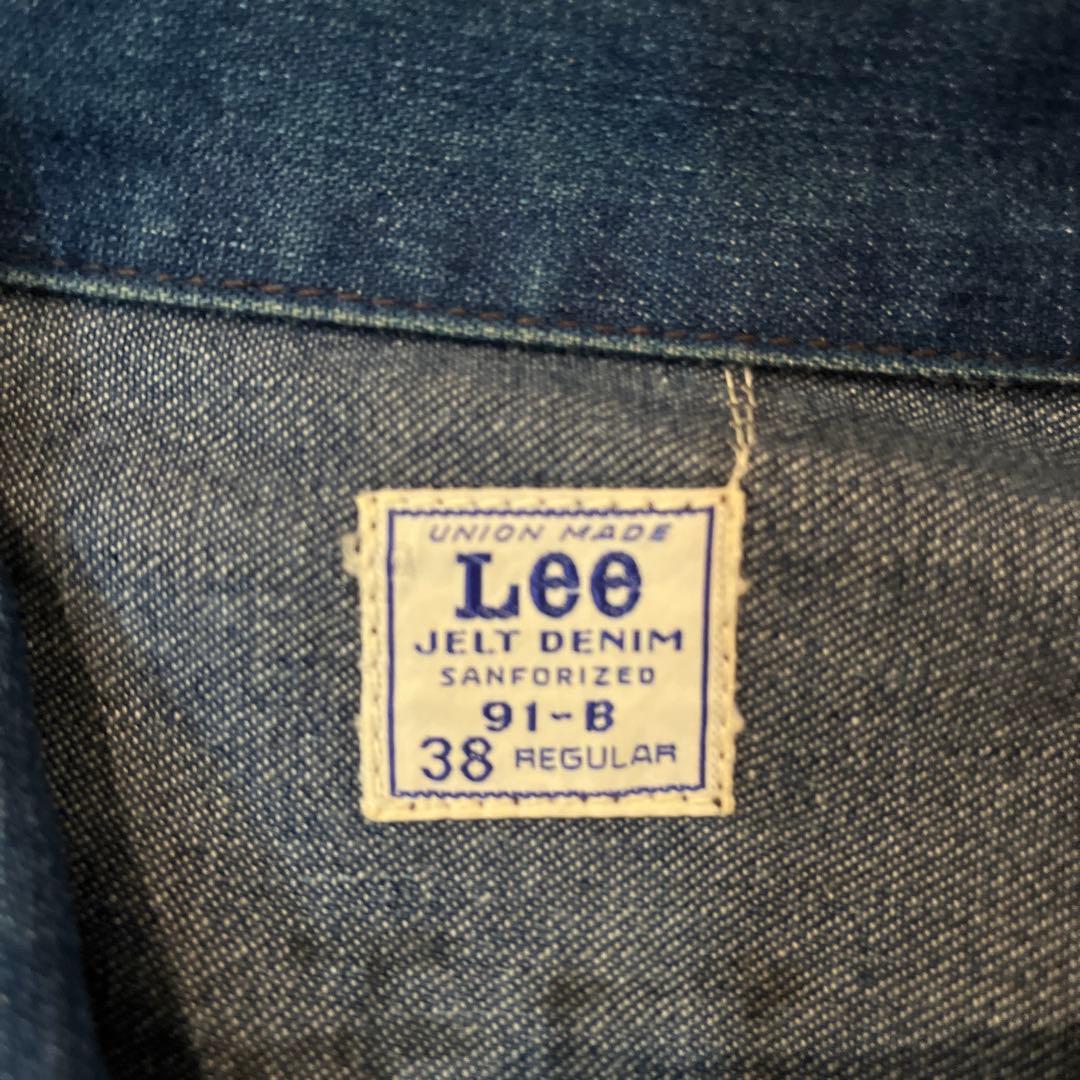 UNION MADE
Lee
JELT DENIM
SANFORIZED
91-B
38 REGULAR